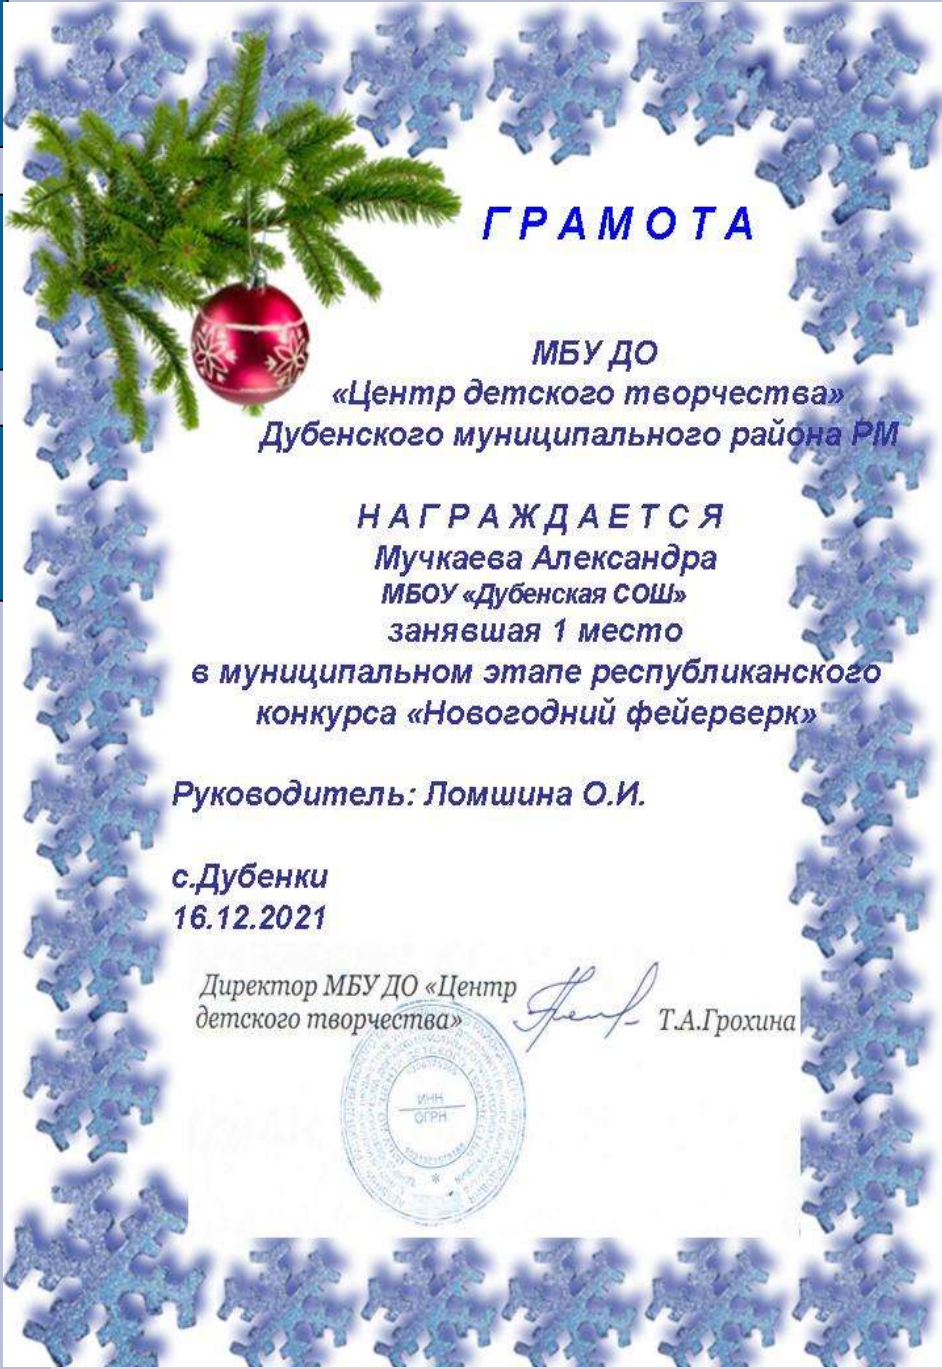 ГРАМОТА
МБУ ДО
«Центр детского творчества»
Дубенского муниципального района РМ
НАГРАЖДАЕТСЯ
Мучкаева Александра
МБОУ «Дубенская СОШ»
занявшая 1 место
в муниципальном этапе республиканского
конкурса «Новогодний фейерверк»
Руководитель: Ломшина О.И.
с.Дубенки
16.12.2021
Директор МБУ ДО «Центр
детского творчества»
Т.А.Грохина
ИНН
ОГРН